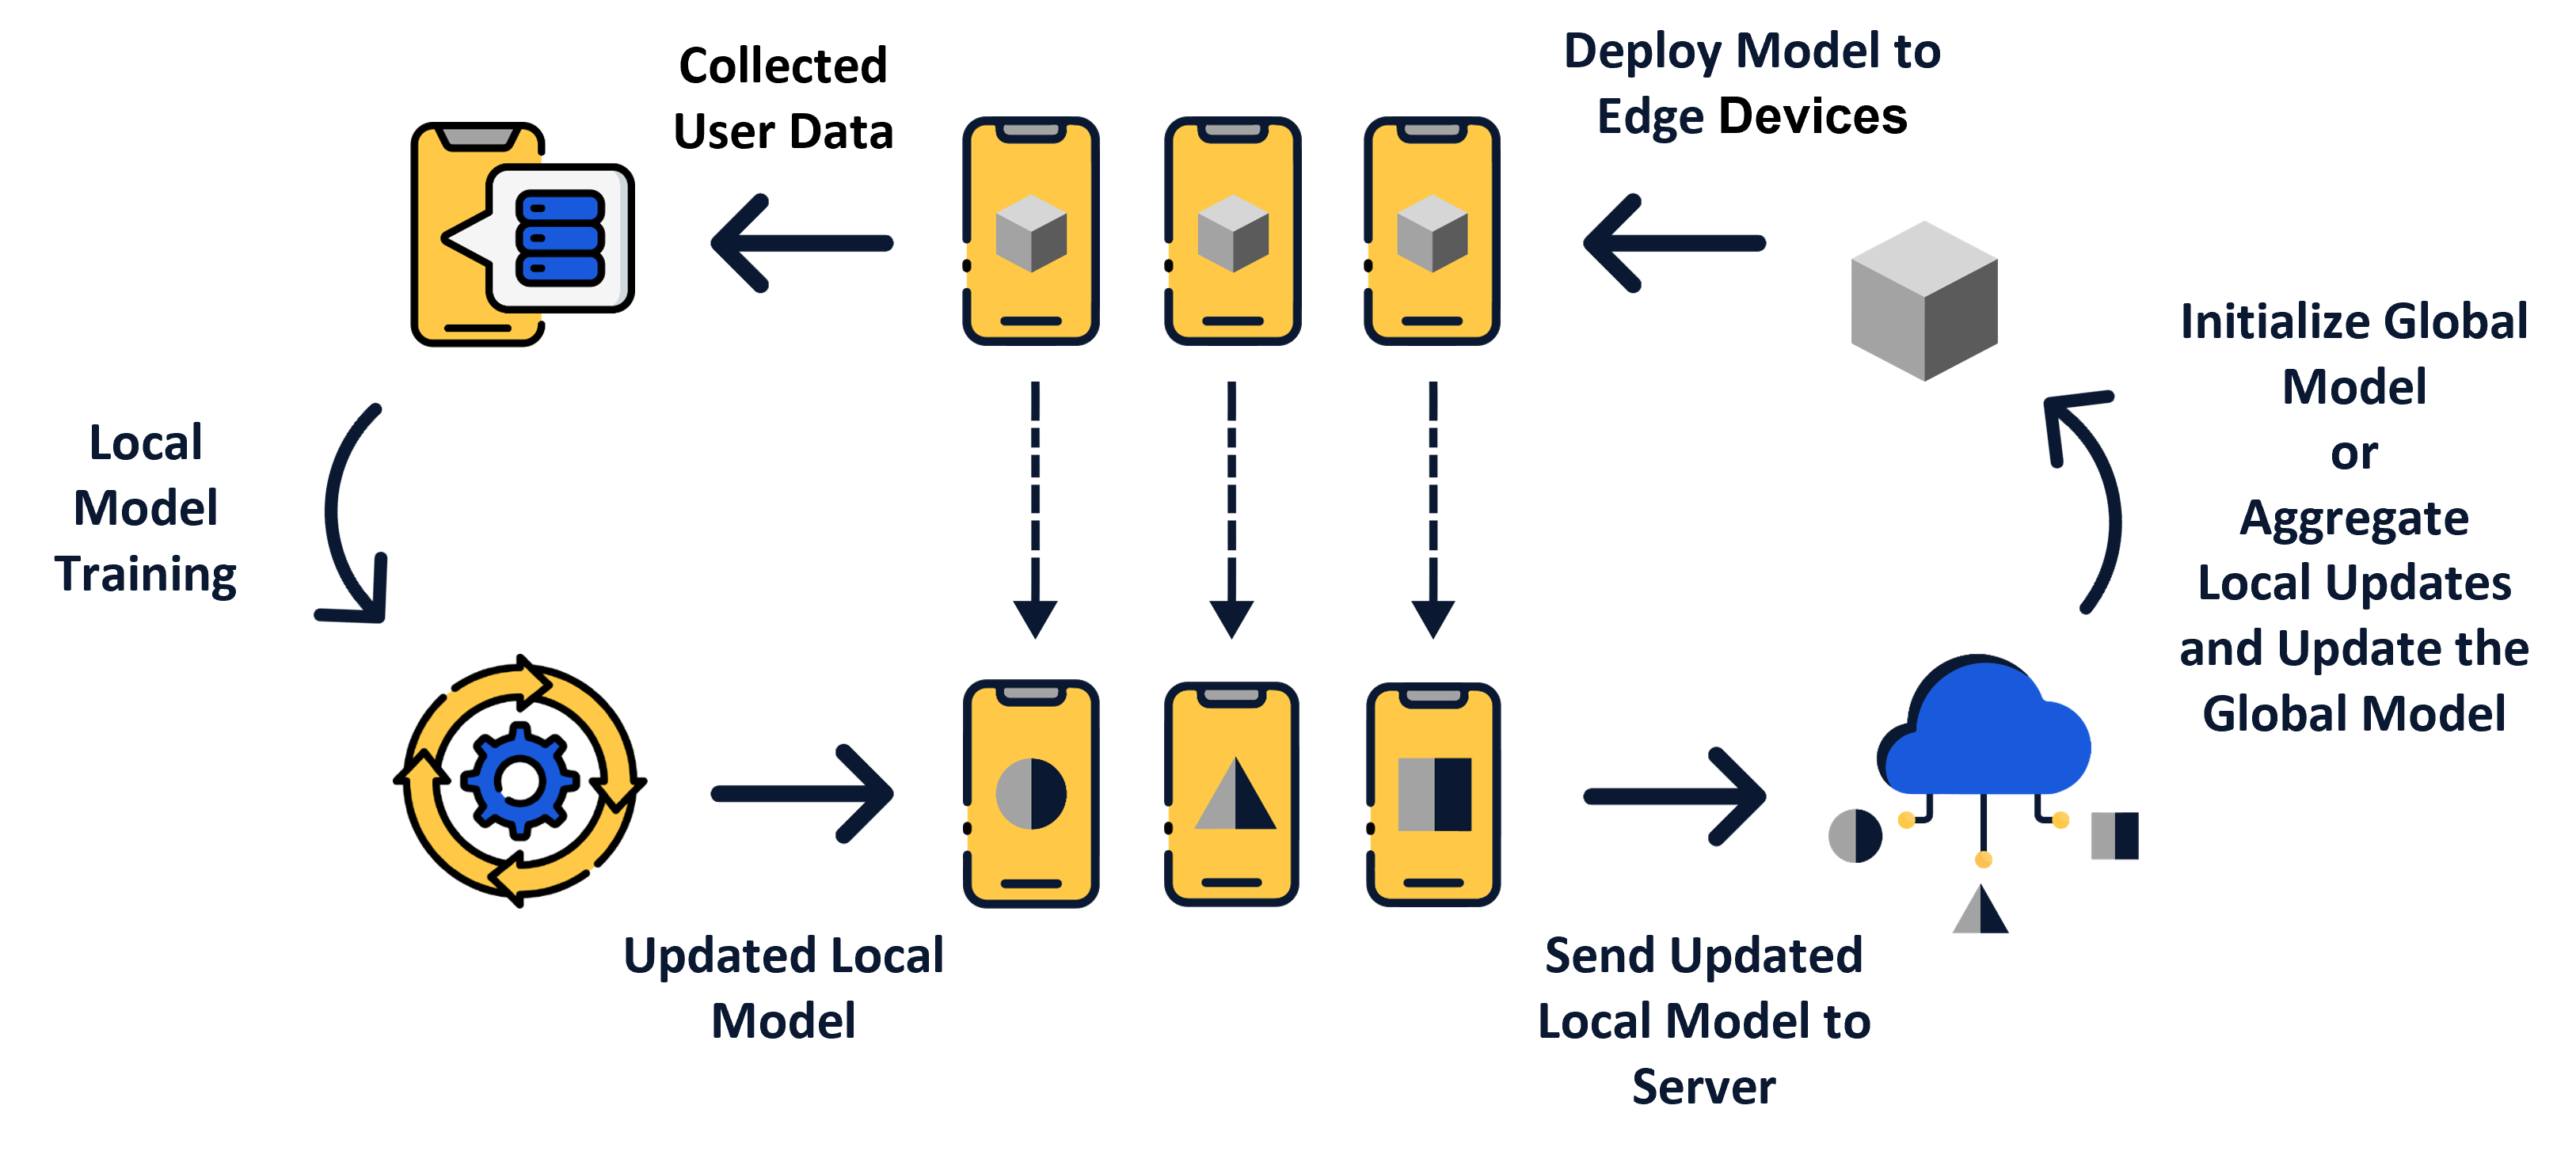 Collected
User Data
Deploy Model to
Edge Devices
Initialize Global
Model
or
Aggregate
Local Updates
and Update the
Global Model
Local
Model
Training
Updated Local
Model
Send Updated
Local Model to
Server